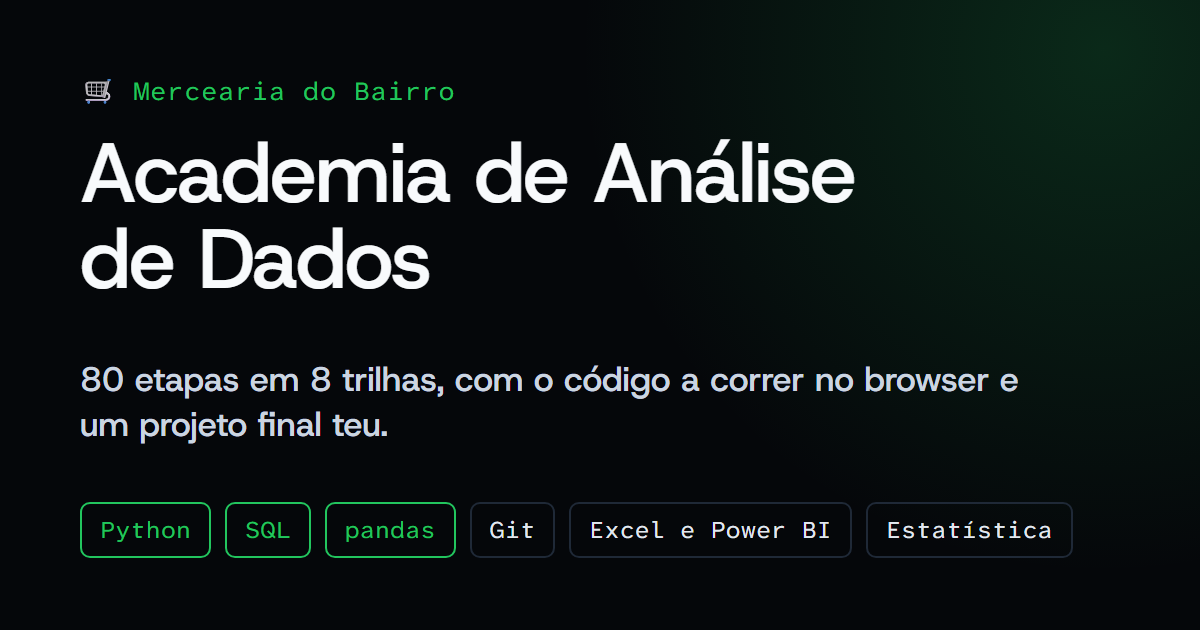 Mercearia do Bairro
Academia de Análise
de Dados
80 etapas em 8 trilhas, com o código a correr no browser e
um projeto final teu.
Python SQL pandas Git Excel e Power BI Estatística